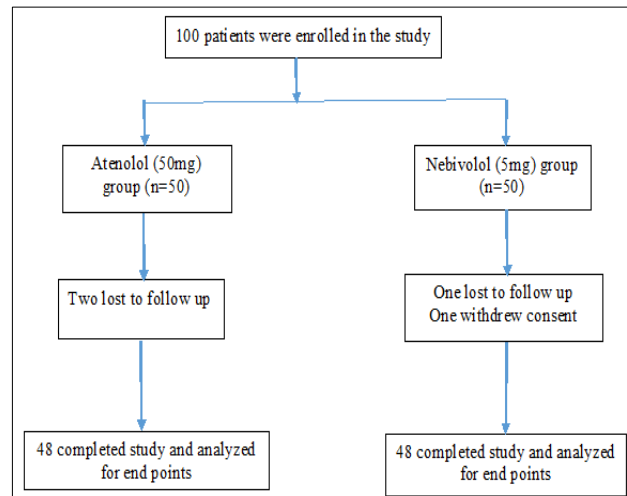 100 patients were enrolled in the study
Atenolol (50mg)
group (n=50)
Nebivolol (5mg) group
(n=50)
Two lost to follow up
One lost to follow up
One withdrew consent
48 completed study and analyzed
for end points
48 completed study and analyzed
for end points